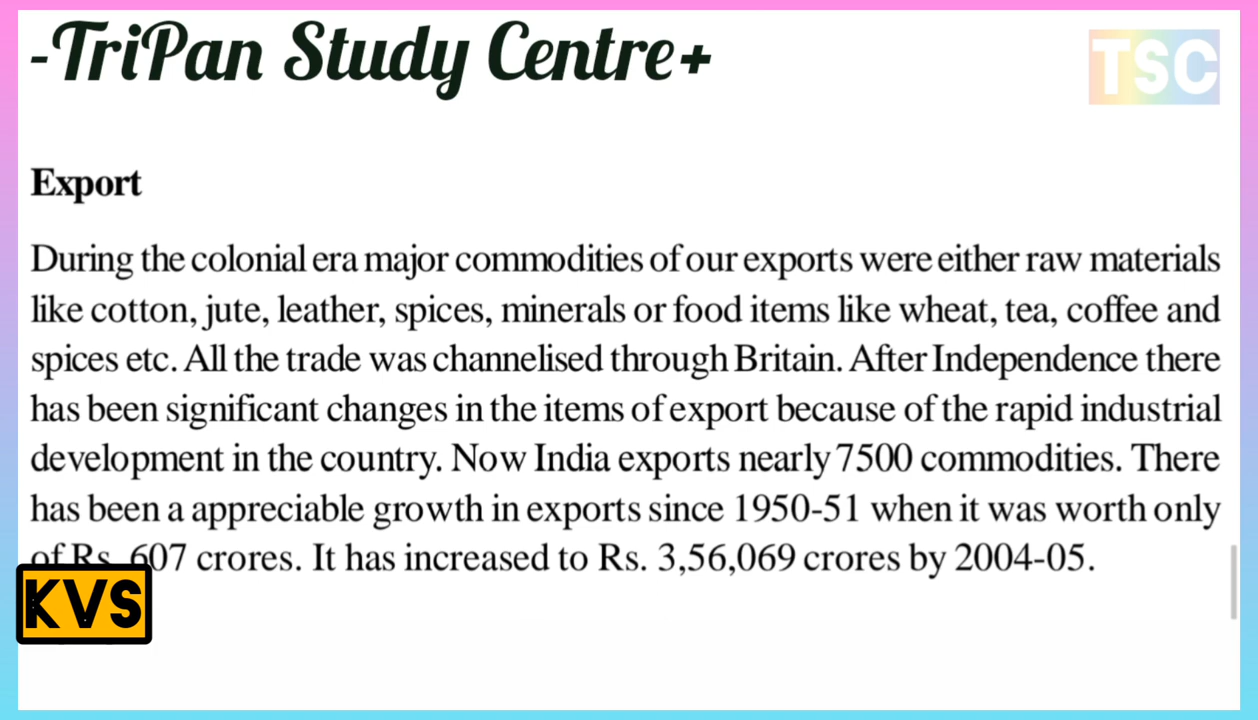 -TriPan Study Centre+
TSC
Export
During the colonial era major commodities of our exports were either raw materials
like cotton, jute, leather, spices, minerals or food items like wheat, tea, coffee and
spices etc. All the trade was channelised through Britain. After Independence there
has been significant changes in the items of export because of the rapid industrial
development in the country. Now India exports nearly 7500 commodities. There
has been a appreciable growth in exports since 1950-51 when it was worth only
of Rs. 607 crores. It has increased to Rs. 3,56,069 crores by 2004-05.
KVS